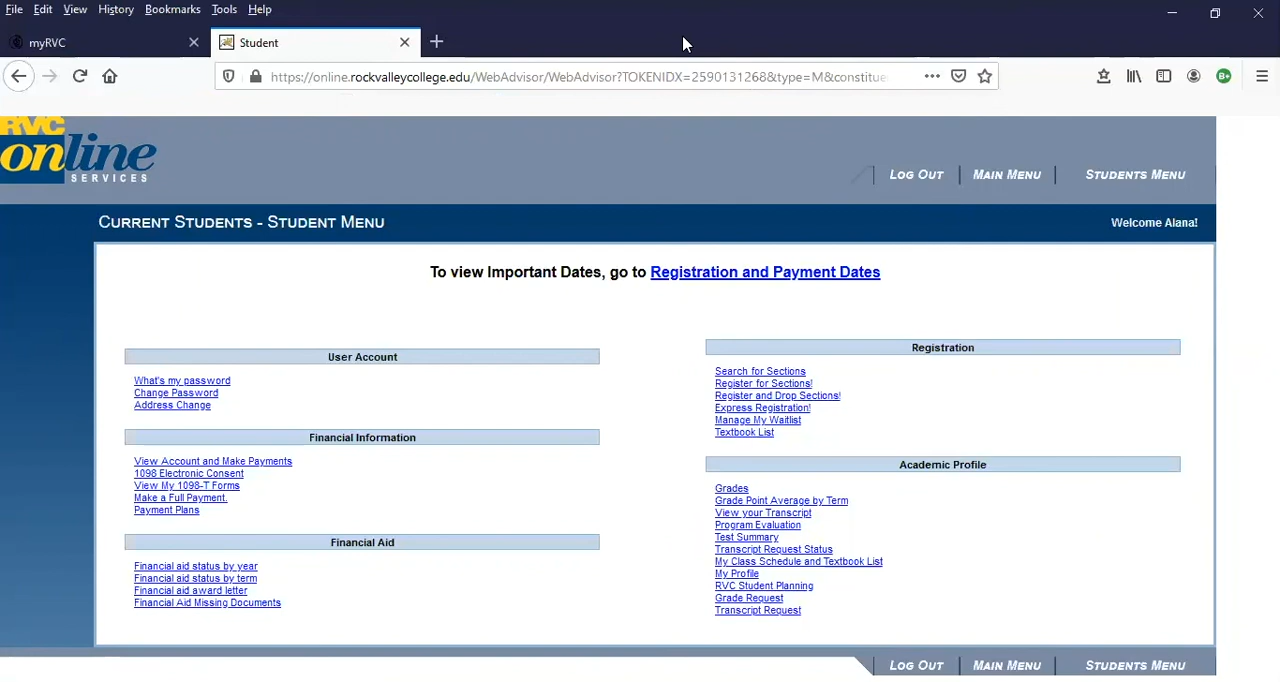 File Edit View History Bookmarks Tools Help
myRVC
Student
https://online.rockvalleycollege.edu/WebAdvisor/WebAdvisor?TOKENIDX=2590131268&type=M&constitue
B+
RVC
online
SERVICES
LOG OUT MAIN MENU STUDENTS MENU
CURRENT STUDENTS - STUDENT MENU
Welcome Alana!
To view Important Dates, go to Registration and Payment Dates
User Account
What's my password
Change Password
Address Change
Financial Information
View Account and Make Payments
1098 Electronic Consent
View My 1098-T Forms
Make a Full Payment.
Payment Plans
Financial Aid
Financial aid status by year
Financial aid status by term
Financial aid award letter
Financial Aid Missing Documents
Registration
Search for Sections
Register for Sections!
Register and Drop Sections!
Express Registration!
Manage My Waitlist
Textbook List
Academic Profile
Grades
Grade Point Average by Term
View your Transcript
Program Evaluation
Test Summary
Transcript Request Status
My Class Schedule and Textbook List
My Profile
RVC Student Planning
Grade Request
Transcript Request
LOG OUT MAIN MENU STUDENTS MENU